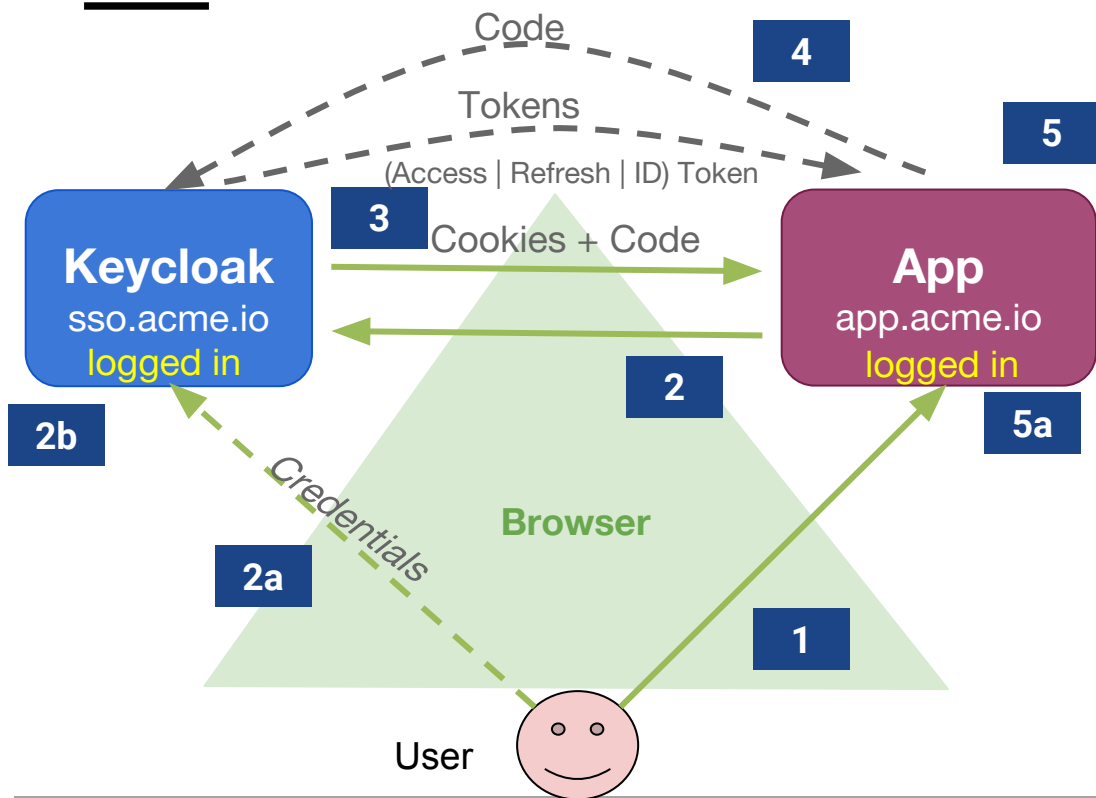 Code
4
Tokens
5
(Access | Refresh | ID) Token
3
Cookies + Code
Keycloak
sso.acme.io
logged in
App
app.acme.io
logged in
2
2b
5a
Credentials
Browser
2a
1
User